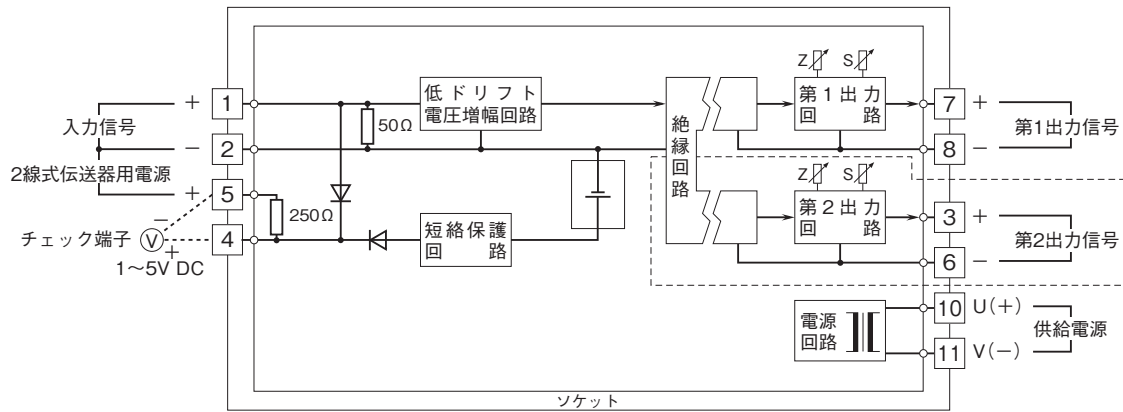 Z S
Z S
+ 1
入力信号
− 2
2線式伝送器用電源
+ 5
−
チェック端子 V 4
+
1～5V DC
50Ω
250Ω
低ドリフト
電圧増幅回路
短絡保護
回路
絶縁回路
第1出力
回路
第2出力
回路
電源
回路
7 +
第1出力信号
8 −
3 +
第2出力信号
6 −
10 U(+)
供給電源
11 V(−)
ソケット